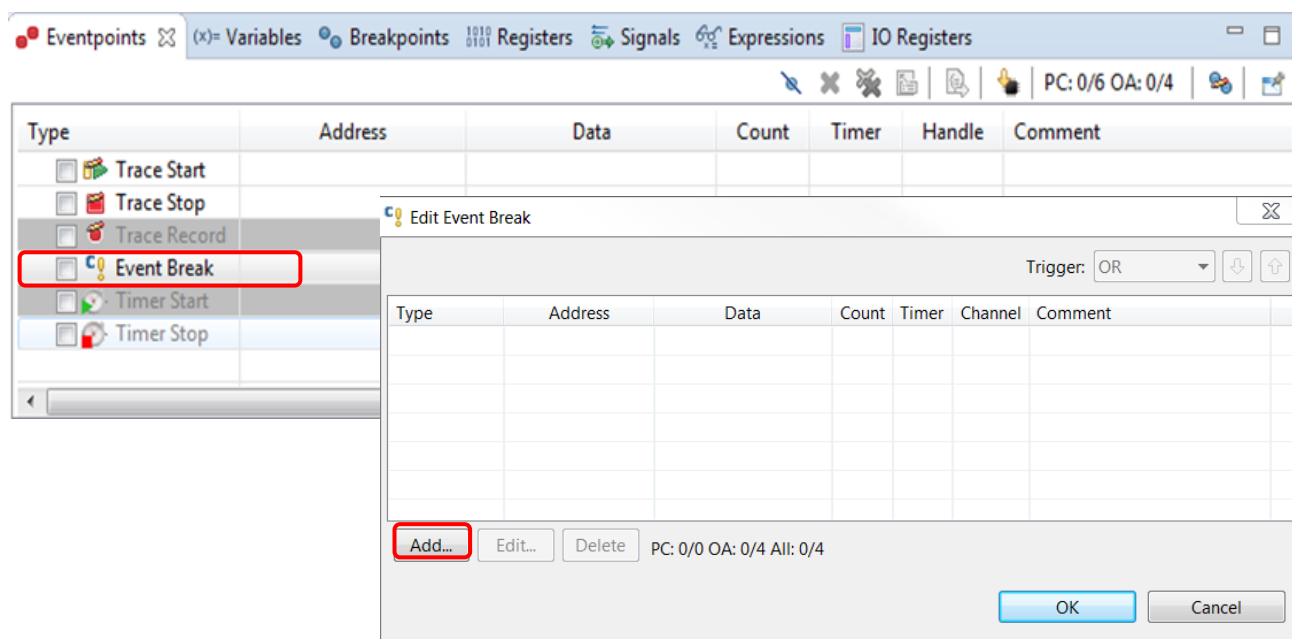 Eventpoints (x)= Variables Breakpoints 1010 0101 Registers Signals Expressions IO Registers
PC: 0/6 OA: 0/4
Type Address Data Count Timer Handle Comment
Trace Start
Trace Stop
Trace Record
Event Break
Timer Start
Timer Stop
Edit Event Break
Trigger: OR
Type Address Data Count Timer Channel Comment
Add... Edit... Delete PC: 0/0 OA: 0/4 All: 0/4
OK Cancel